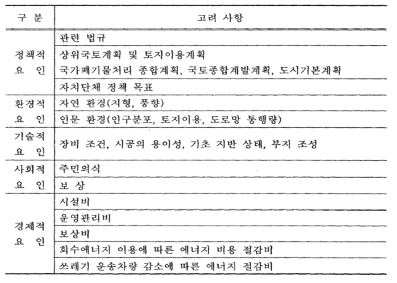 구 분 고려 사항
관련 법규
정책적 상위국토계획 및 토지이용계획
요 인 국가폐기물처리 종합계획, 국토종합개발계획, 도시기본계획
자치단체 정책 목표
환경적 자연 환경(지형, 풍향)
요 인 인문 환경(인구분포, 토지이용, 도로망 통행량)
기술적
요 인 장비 조건, 시공의 용이성, 기초 지반 상태, 부지 조성
사회적 주민의식
요 인 보 상
시설비
경제적 운영관리비
요 인 보상비
회수에너지 이용에 따른 에너지 비용 절감비
쓰레기 운송차량 감소에 따른 에너지 절감비